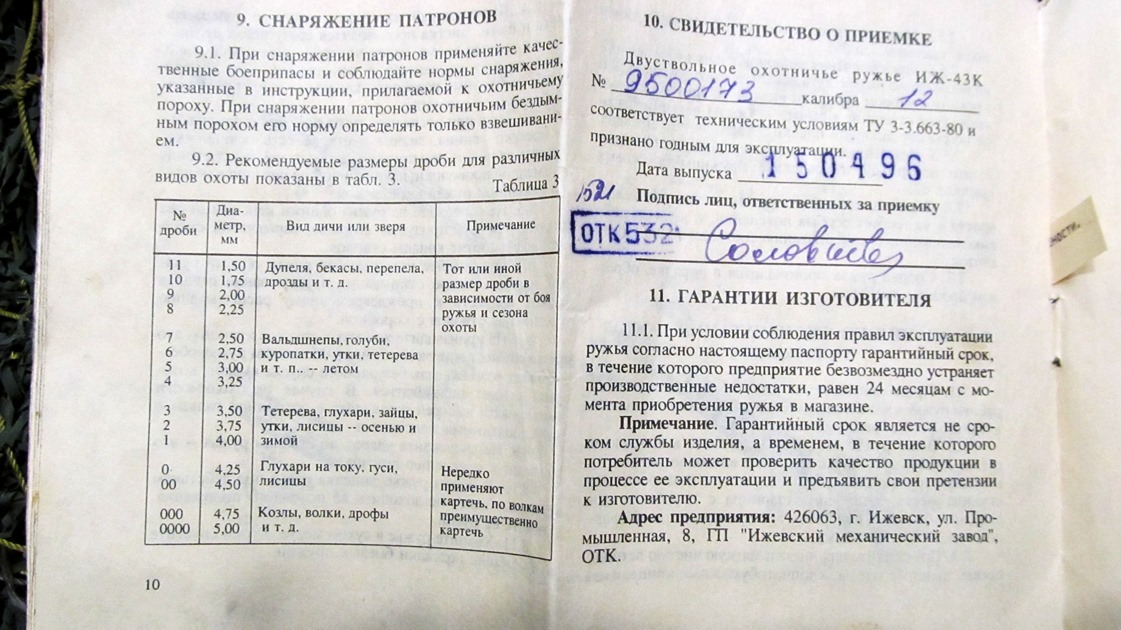 9. СНАРЯЖЕНИЕ ПАТРОНОВ
9.1. При снаряжении патронов применяйте качес-
твенные боеприпасы и соблюдайте нормы снаряжения,
указанные в инструкции, прилагаемой к охотничьему
пороху. При снаряжении патронов охотничьим бездым-
ным порохом его норму определять только взвешивани-
ем.
9.2. Рекомендуемые размеры дроби для различных
видов охоты показаны в табл. 3.
Таблица 3
№ дроби Диа-метр, мм Вид дичи или зверя Примечание
11 1,50 Дупеля, бекасы, перепела, Тот или иной
10 1,75 дрозды и т. д. размер дроби в
9 2,00 зависимости от боя
8 2,25 ружья и сезона
охоты
7 2,50 Вальдшнепы, голуби,
6 2,75 куропатки, утки, тетерева
5 3,00 и т. п.. -- летом
4 3,25
3 3,50 Тетерева, глухари, зайцы,
2 3,75 утки, лисицы -- осенью и
1 4,00 зимой
0 4,25 Глухари на току, гуси, Нередко
00 4,50 лисицы применяют
картечь, по волкам
000 4,75 Козлы, волки, дрофы преимущественно
0000 5,00 и т. д. картечь
10
10. СВИДЕТЕЛЬСТВО О ПРИЕМКЕ
Двуствольное охотничье ружье ИЖ-43К
№ 9500173 калибра 12
соответствует техническим условиям ТУ 3-3.663-80 и
признано годным для эксплуатации.
Дата выпуска 150496
1521 Подпись лиц, ответственных за приемку
ОТК532
11. ГАРАНТИИ ИЗГОТОВИТЕЛЯ
11.1. При условии соблюдения правил эксплуатации
ружья согласно настоящему паспорту гарантийный срок,
в течение которого предприятие безвозмездно устраняет
производственные недостатки, равен 24 месяцам с мо-
мента приобретения ружья в магазине.
Примечание. Гарантийный срок является не сро-
ком службы изделия, а временем, в течение которого
потребитель может проверить качество продукции в
процессе ее эксплуатации и предъявить свои претензии
к изготовителю.
Адрес предприятия: 426063, г. Ижевск, ул. Про-
мышленная, 8, ГП "Ижевский механический завод",
ОТК.